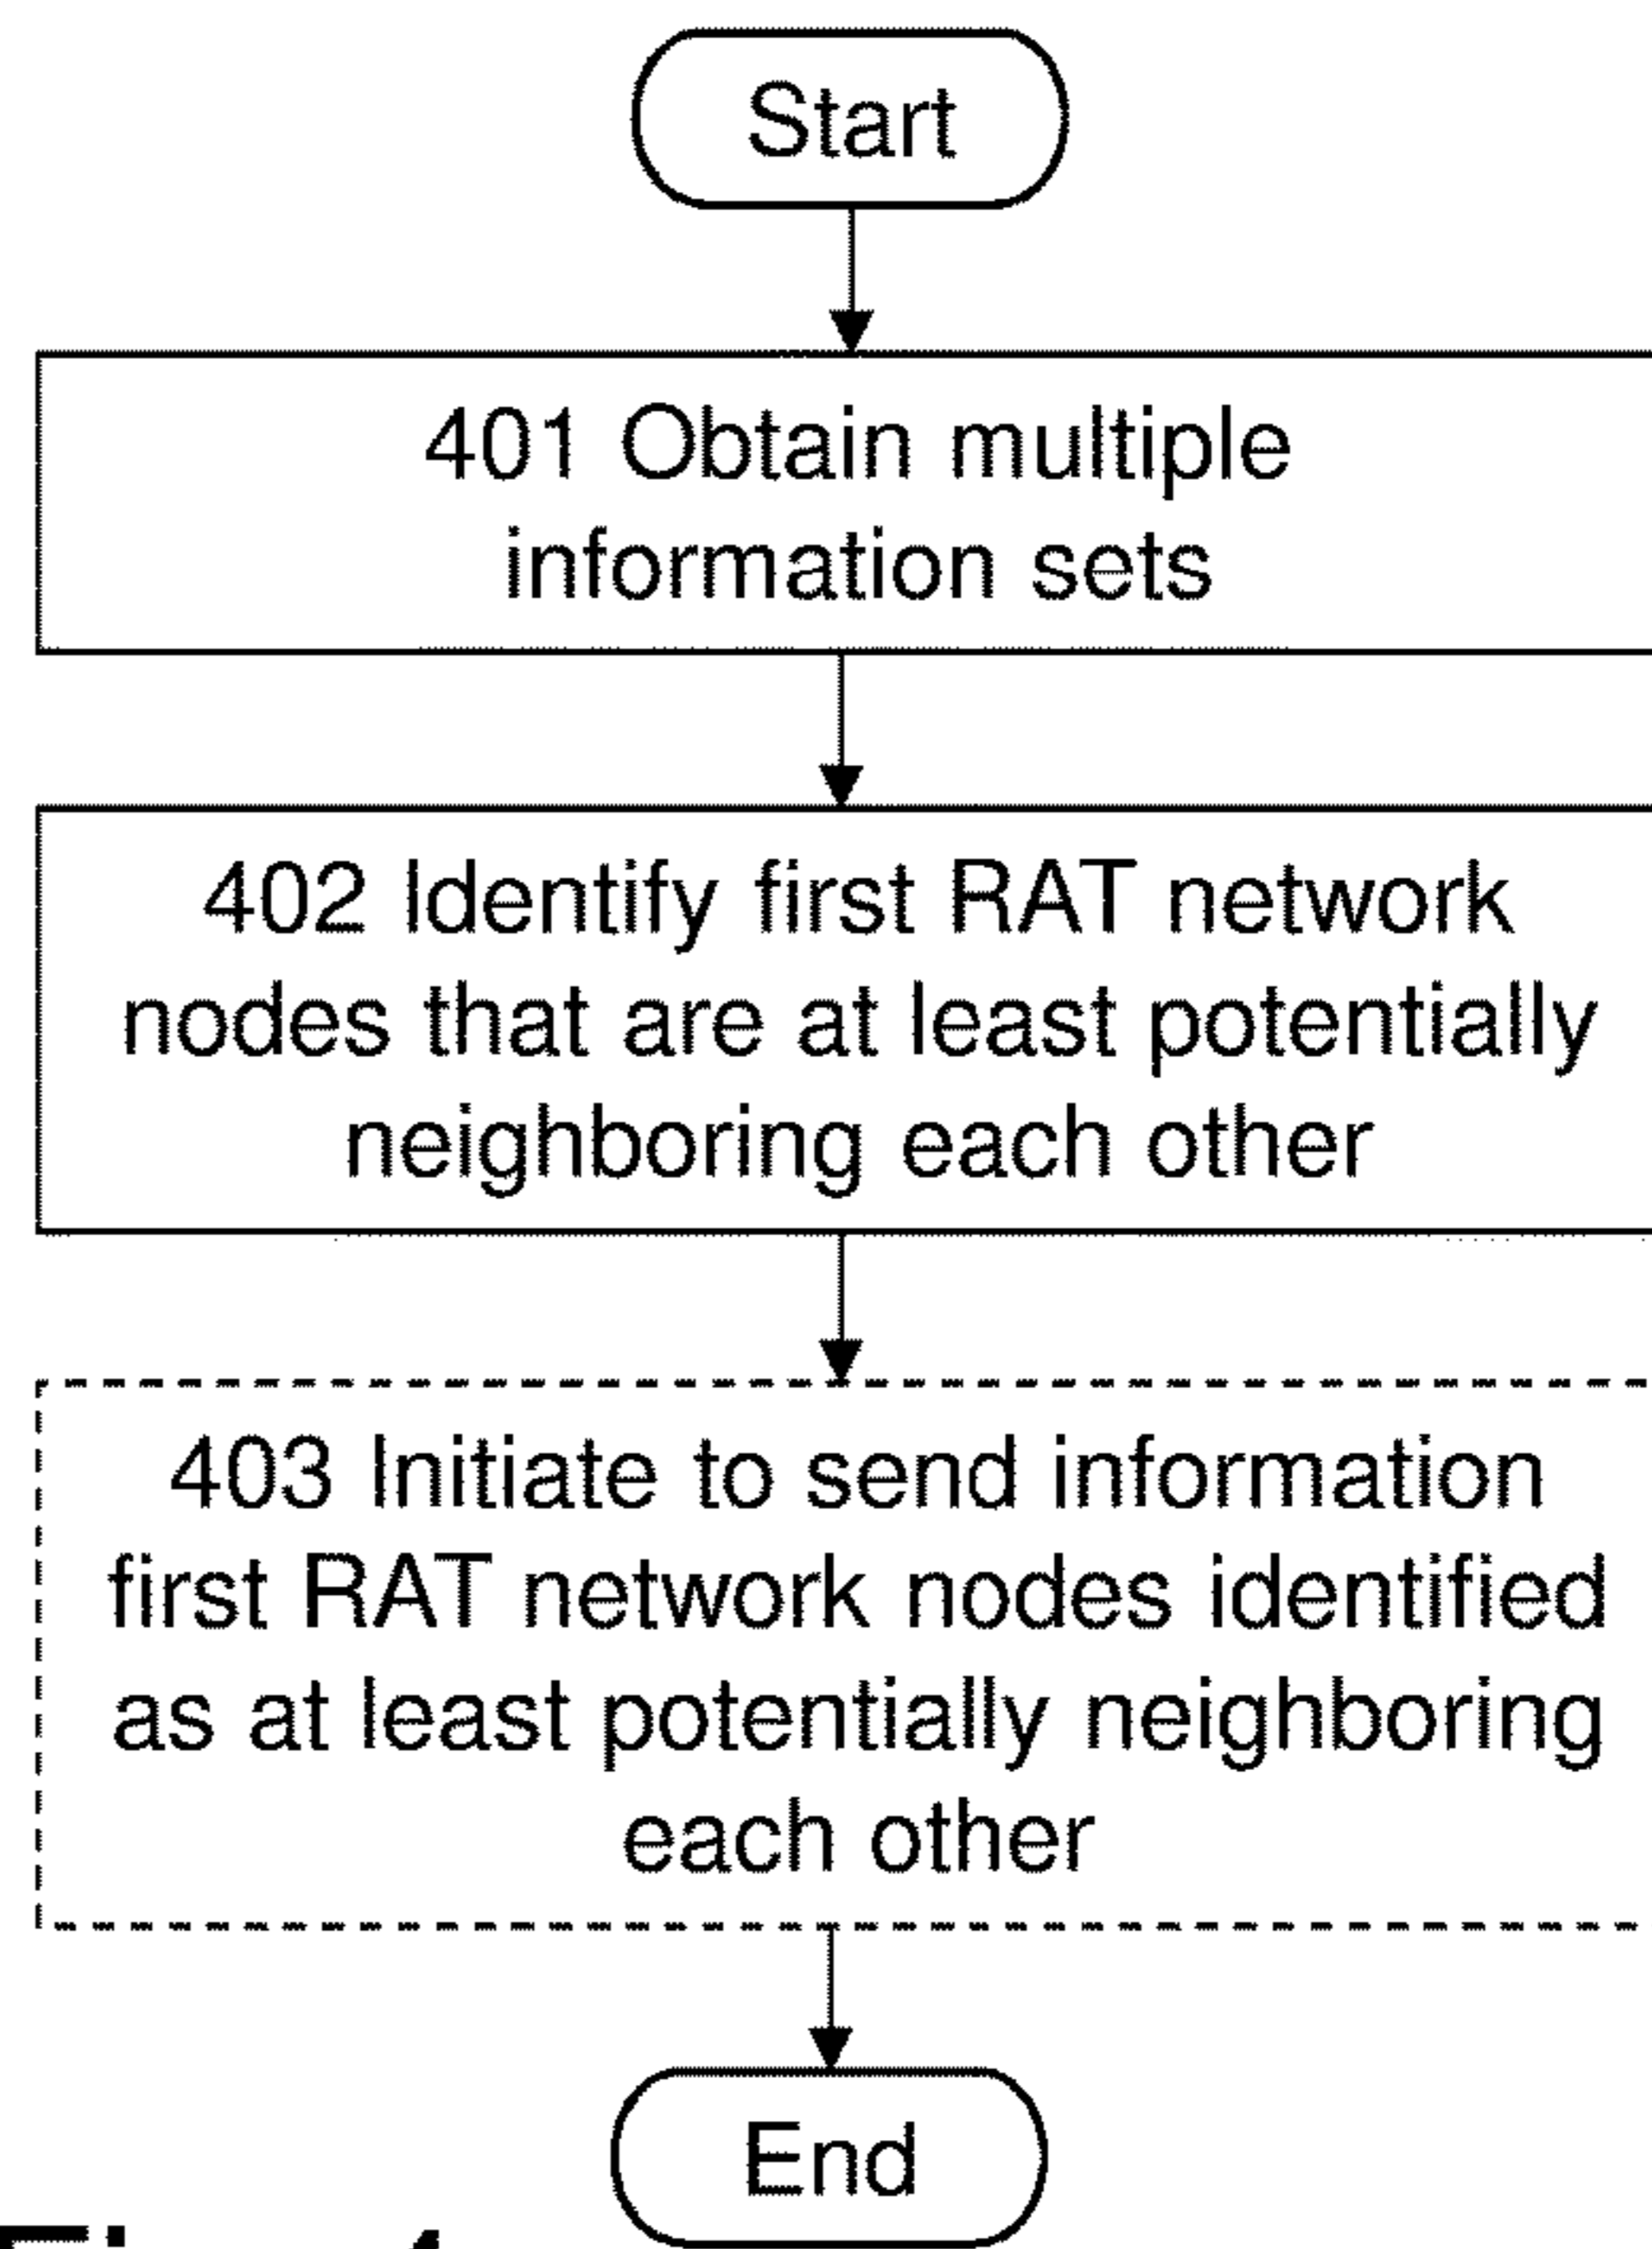 Start
401 Obtain multiple
information sets
402 Identify first RAT network
nodes that are at least potentially
neighboring each other
403 Initiate to send information
first RAT network nodes identified
as at least potentially neighboring
each other
End